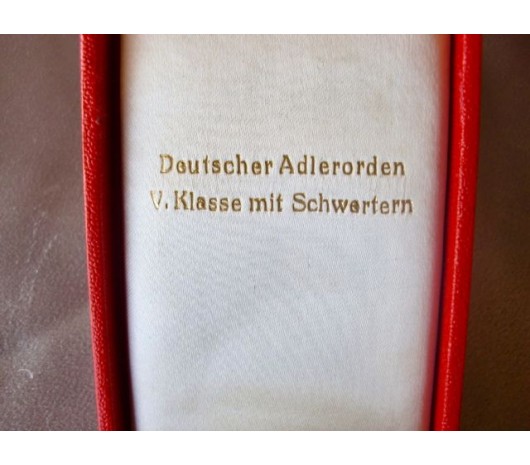 Deutscher Adlerorden
V. Klasse mit Schwertern